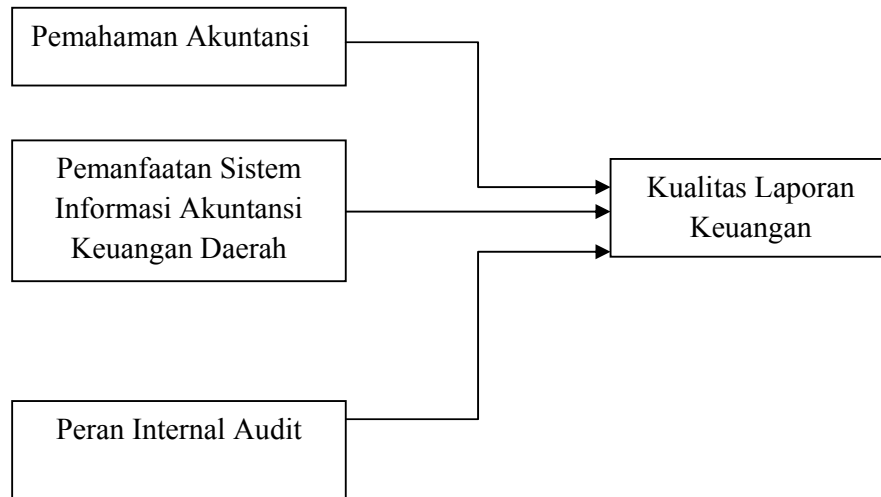 Pemahaman Akuntansi
Pemanfaatan Sistem
Informasi Akuntansi
Keuangan Daerah
Kualitas Laporan
Keuangan
Peran Internal Audit